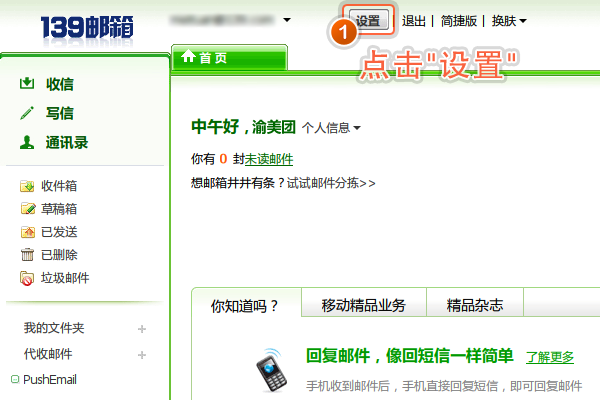 139邮箱
设置 | 退出 | 简捷版 | 换肤
1
点击"设置"
首页
收信
写信
通讯录
收件箱
草稿箱
已发送
已删除
垃圾邮件
我的文件夹 +
代收邮件 +
PushEmail
中午好，渝美团 个人信息
你有 0 封未读邮件
想邮箱井井有条？试试邮件分拣>>
你知道吗？
移动精品业务
精品杂志
回复邮件，像回短信一样简单 了解更多
手机收到邮件后，手机直接回复短信，即可回复邮件